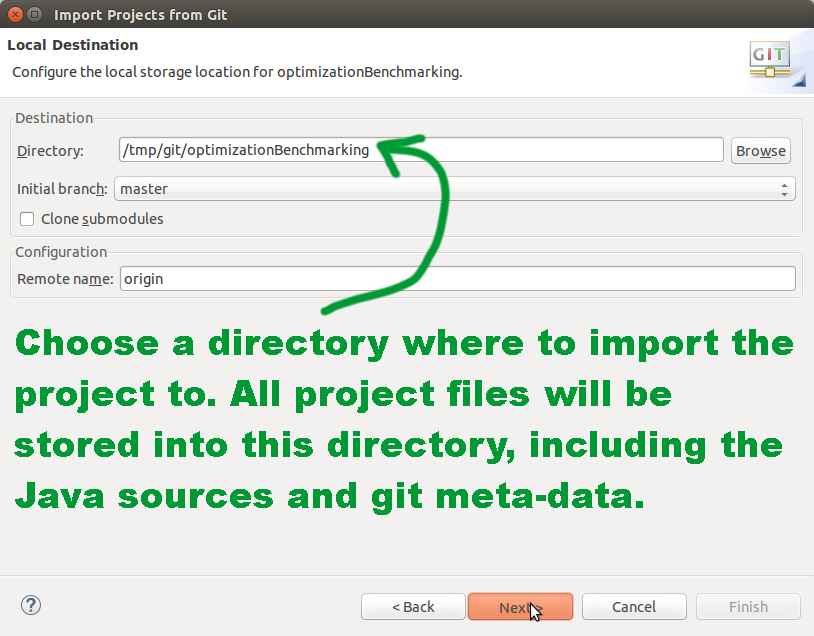 Import Projects from Git
Local Destination
Configure the local storage location for optimizationBenchmarking.
GIT
Destination
Directory: /tmp/git/optimizationBenchmarking Browse
Initial branch: master
Clone submodules
Configuration
Remote name: origin
Choose a directory where to import the
project to. All project files will be
stored into this directory, including the
Java sources and git meta-data.
< Back Next > Cancel Finish